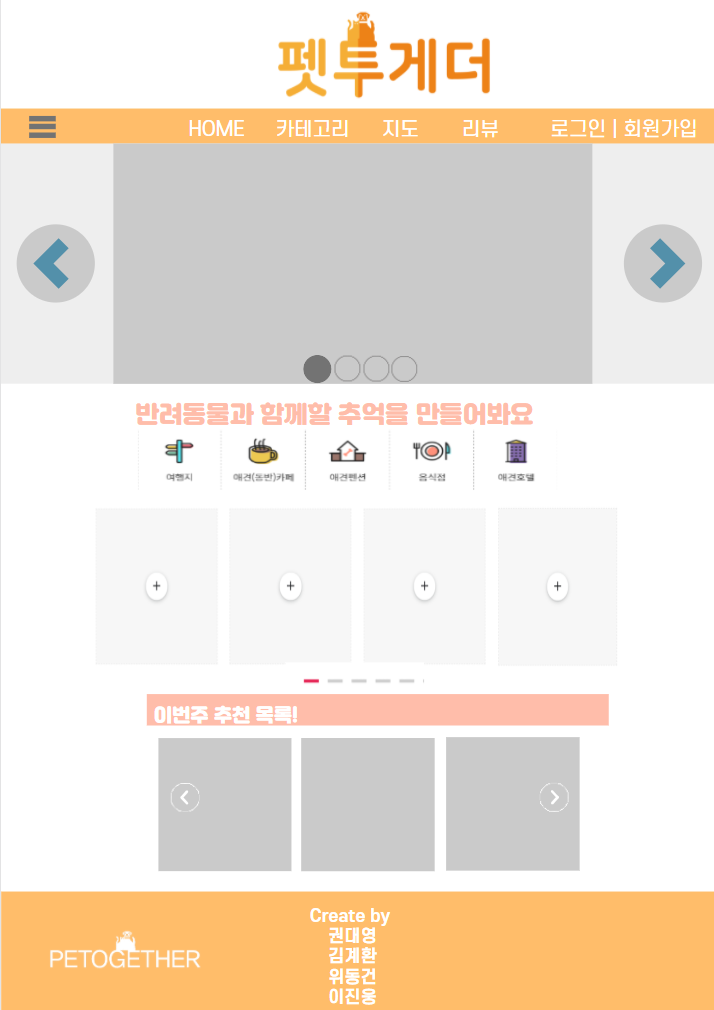 펫투게더
HOME 카테고리 지도 리뷰 로그인 | 회원가입
반려동물과 함께할 추억을 만들어봐요
여행지 애견(동반)카페 애견펜션 음식점 애견호텔
+ + + +
이번주 추천 목록!
PETOGETHER
Create by
권대영
김계환
위동건
이진웅